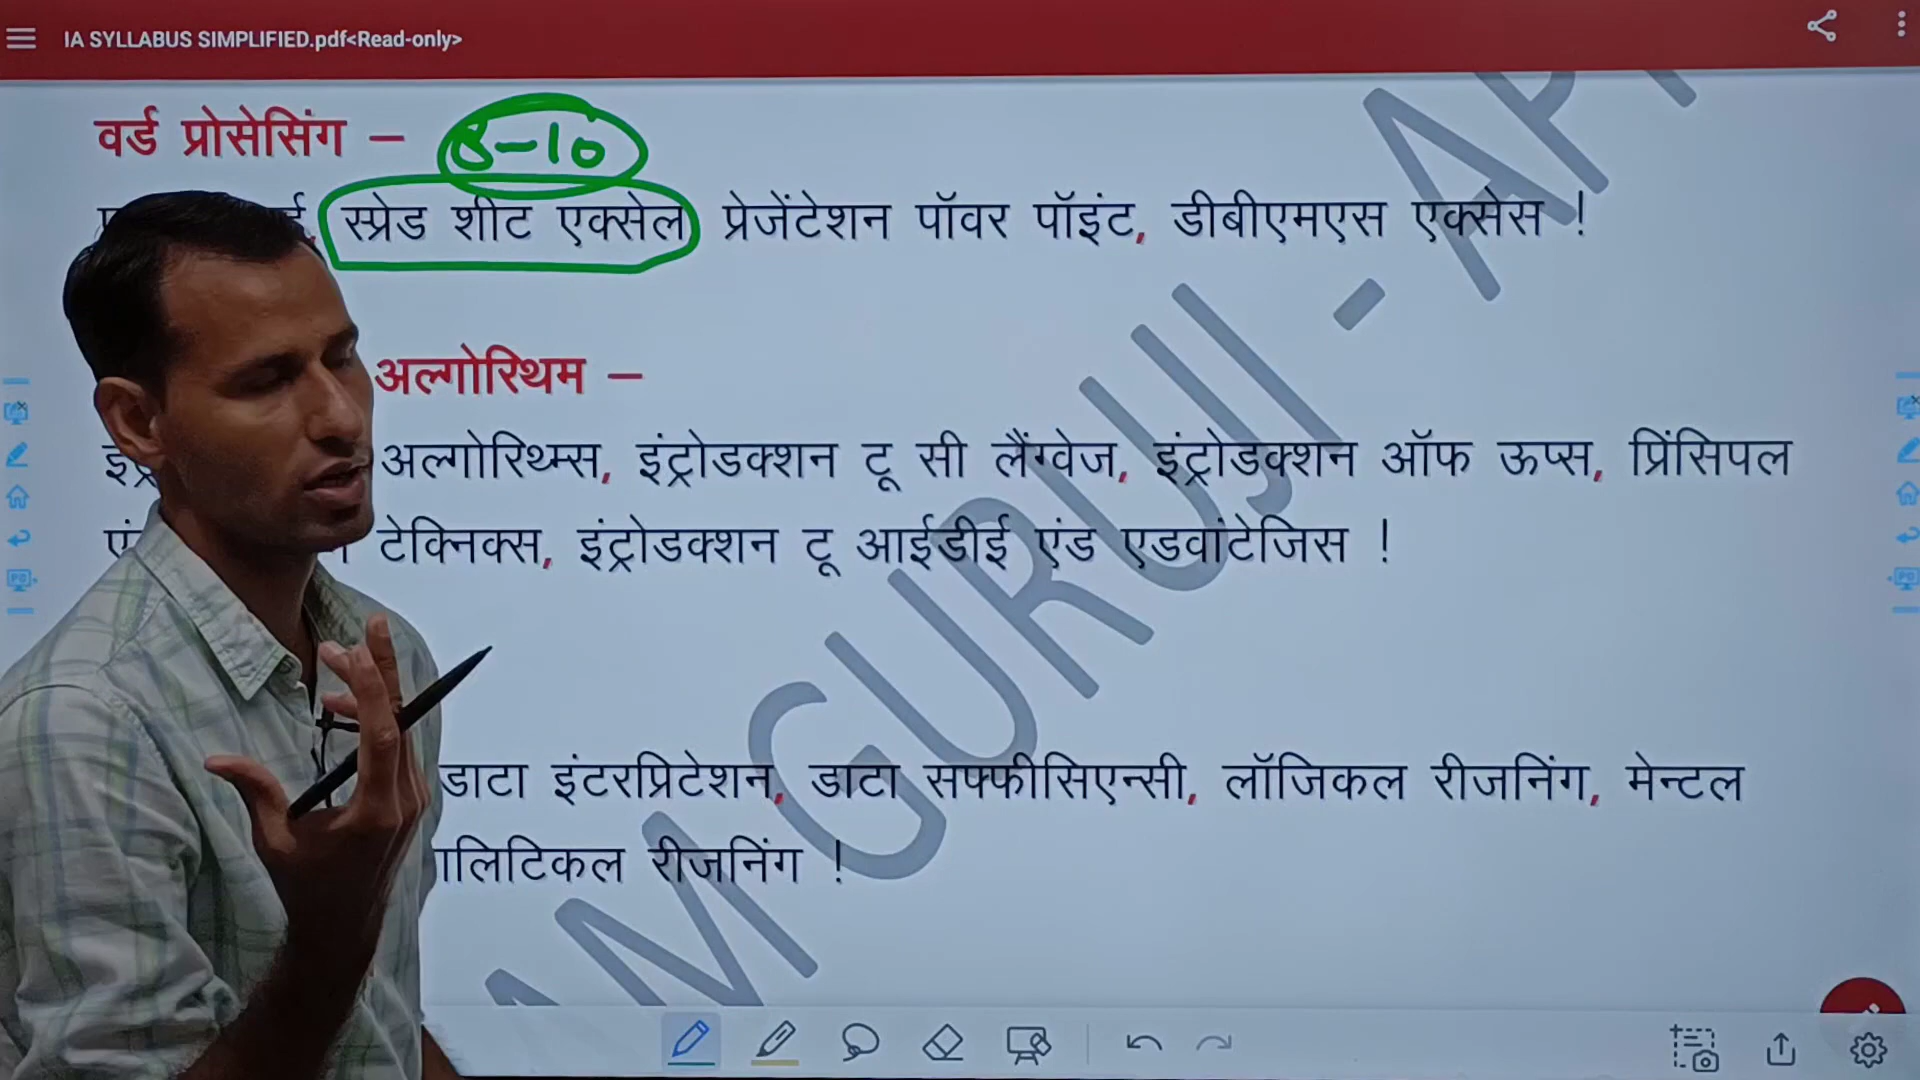 IA SYLLABUS SIMPLIFIED.pdf<Read-only>
वर्ड प्रोसेसिंग – 8-10
स्प्रेड शीट एक्सेल प्रेजेंटेशन पॉवर पॉइंट, डीबीएमएस एक्सेस !
अल्गोरिथम –
अल्गोरिथ्म्स, इंट्रोडक्शन टू सी लैंग्वेज, इंट्रोडक्शन ऑफ ऊप्स, प्रिंसिपल
टेक्निक्स, इंट्रोडक्शन टू आईडीई एंड एडवांटेजिस !
डाटा इंटरप्रिटेशन, डाटा सफ्फीसिएन्सी, लॉजिकल रीजनिंग, मेन्टल
रीजनिंग !
GURUJI -